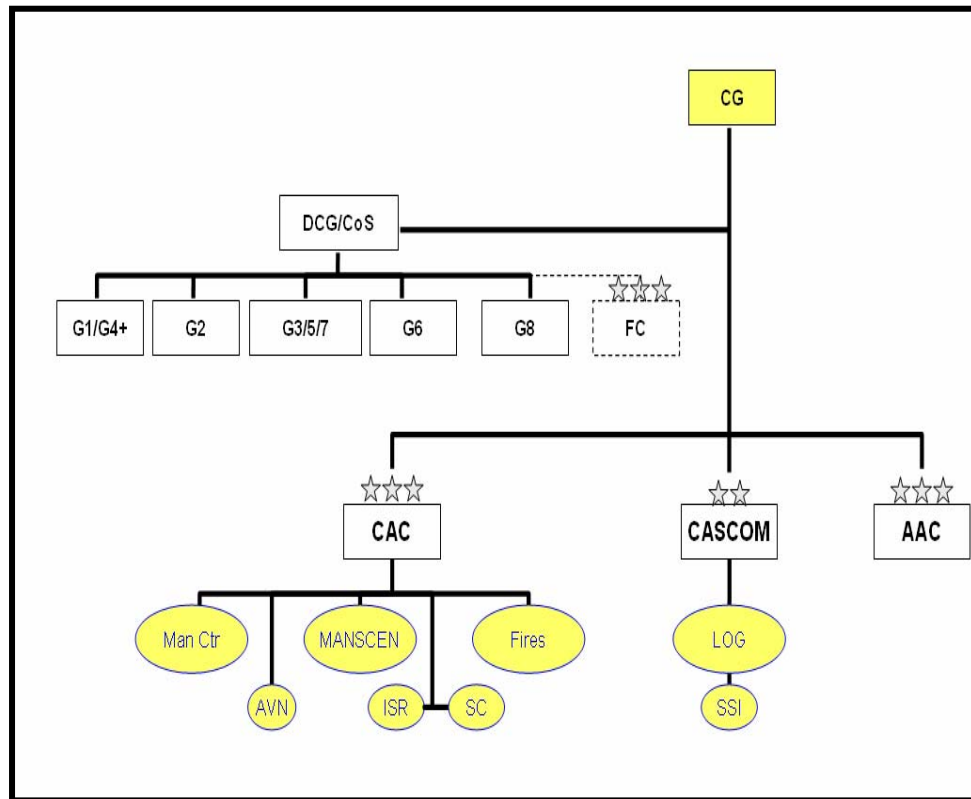 CG
DCG/CoS
G1/G4+
G2
G3/5/7
G6
G8
FC
CAC
CASCOM
AAC
Man Ctr
MANSCEN
Fires
LOG
AVN
ISR
SC
SSI